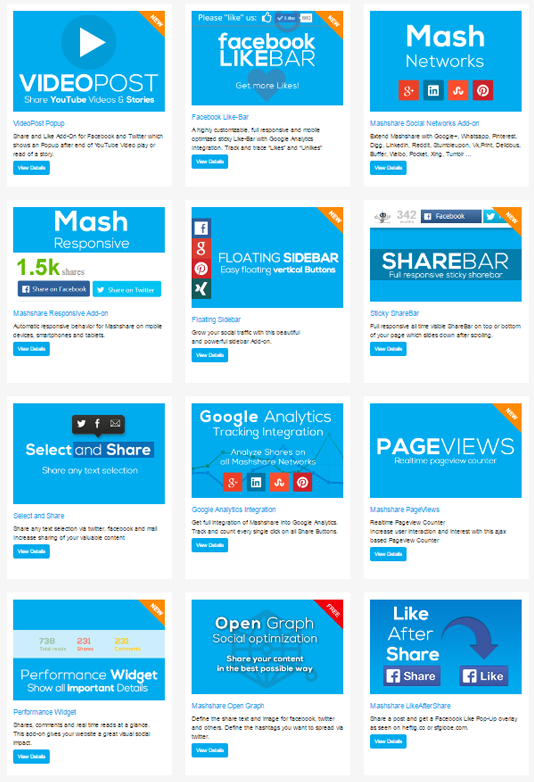 NEW
VIDEOPOST
Share YouTube Videos & Stories
VideoPost Popup
Share and Like Add-On for Facebook and Twitter which
shows an Popup after end of YouTube Video play or
read of a story.
View Details
Please "like" us:
Like
NEW
facebook
LIKEBAR
Get more Likes!
Facebook Like-Bar
A highly customizable, full responsive and mobile
optimized sticky Like-Bar with Google Analytics
integration. Track and trace "Likes" and "Unlikes"
View Details
Mash
Networks
Mashshare Social Networks Add-on
Extend Mashshare with Google+, Whatsapp, Pinterest,
Digg, Linkedin, Reddit, Stumbleupon, Vk,Print, Delicious,
Buffer, Weibo, Pocket, Xing, Tumblr ...
View Details
Mash
Responsive
1.5k shares
Share on Facebook
Share on Twitter
Mashshare Responsive Add-on
Automatic responsive behavior for Mashshare on mobile
devices, smartphones and tablets.
View Details
NEW
FLOATING SIDEBAR
Easy floating vertical Buttons
Floating Sidebar
Grow your social traffic with this beautiful
and powerful sidebar Add-on.
View Details
342
Facebook
NEW
SHAREBAR
Full responsive sticky sharebar
Sticky ShareBar
Full responsive all time visible ShareBar on top or bottom
of your page which slides down after scrolling.
View Details
Select and Share
Share any text selection
Select and Share
Share any text selection via twitter, facebook and mail
Increase sharing of your valuable content
View Details
Google Analytics
Tracking Integration
Analyze Shares on
all Mashshare Networks
Google Analytics Integration
Get full integration of Mashshare into Google Analytics.
Track and count every single click on all Share Buttons.
View Details
NEW
PAGEVIEWS
Realtime pageview counter
Mashshare PageViews
Realtime Pageview Counter
Increase user interaction and interest with this ajax
based Pageview Counter
View Details
NEW
738 231 231
Total reads Shares Comments
Performance Widget
Show all important Details
Performance Widget
Shares, comments and real time reads at a glance.
This add-on gives your website a great visual social
impact.
View Details
FREE
Open Graph
Social optimization
Share your content
in the best possible way
Mashshare Open Graph
Define the share text and image for facebook, twitter
and others. Define the hashtags you want to spread via
twitter.
View Details
Like
After
Share
Share
Like
Mashshare LikeAfterShare
Share a post and get a Facebook Like Pop-Up overlay
as seen on heftig.co or sfglobe.com.
View Details